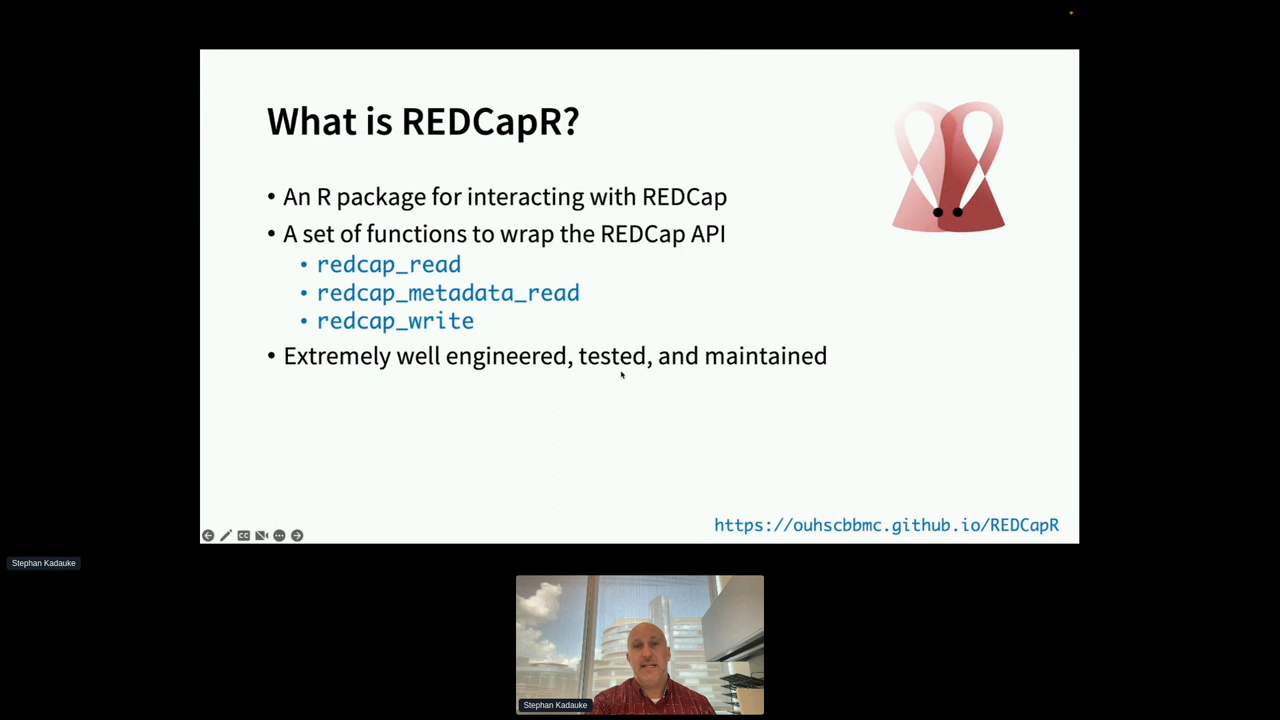 What is REDCapR?
• An R package for interacting with REDCap
• A set of functions to wrap the REDCap API
• redcap_read
• redcap_metadata_read
• redcap_write
• Extremely well engineered, tested, and maintained
https://ouhscbbmc.github.io/REDCapR
CC
Stephan Kadauke
Stephan Kadauke